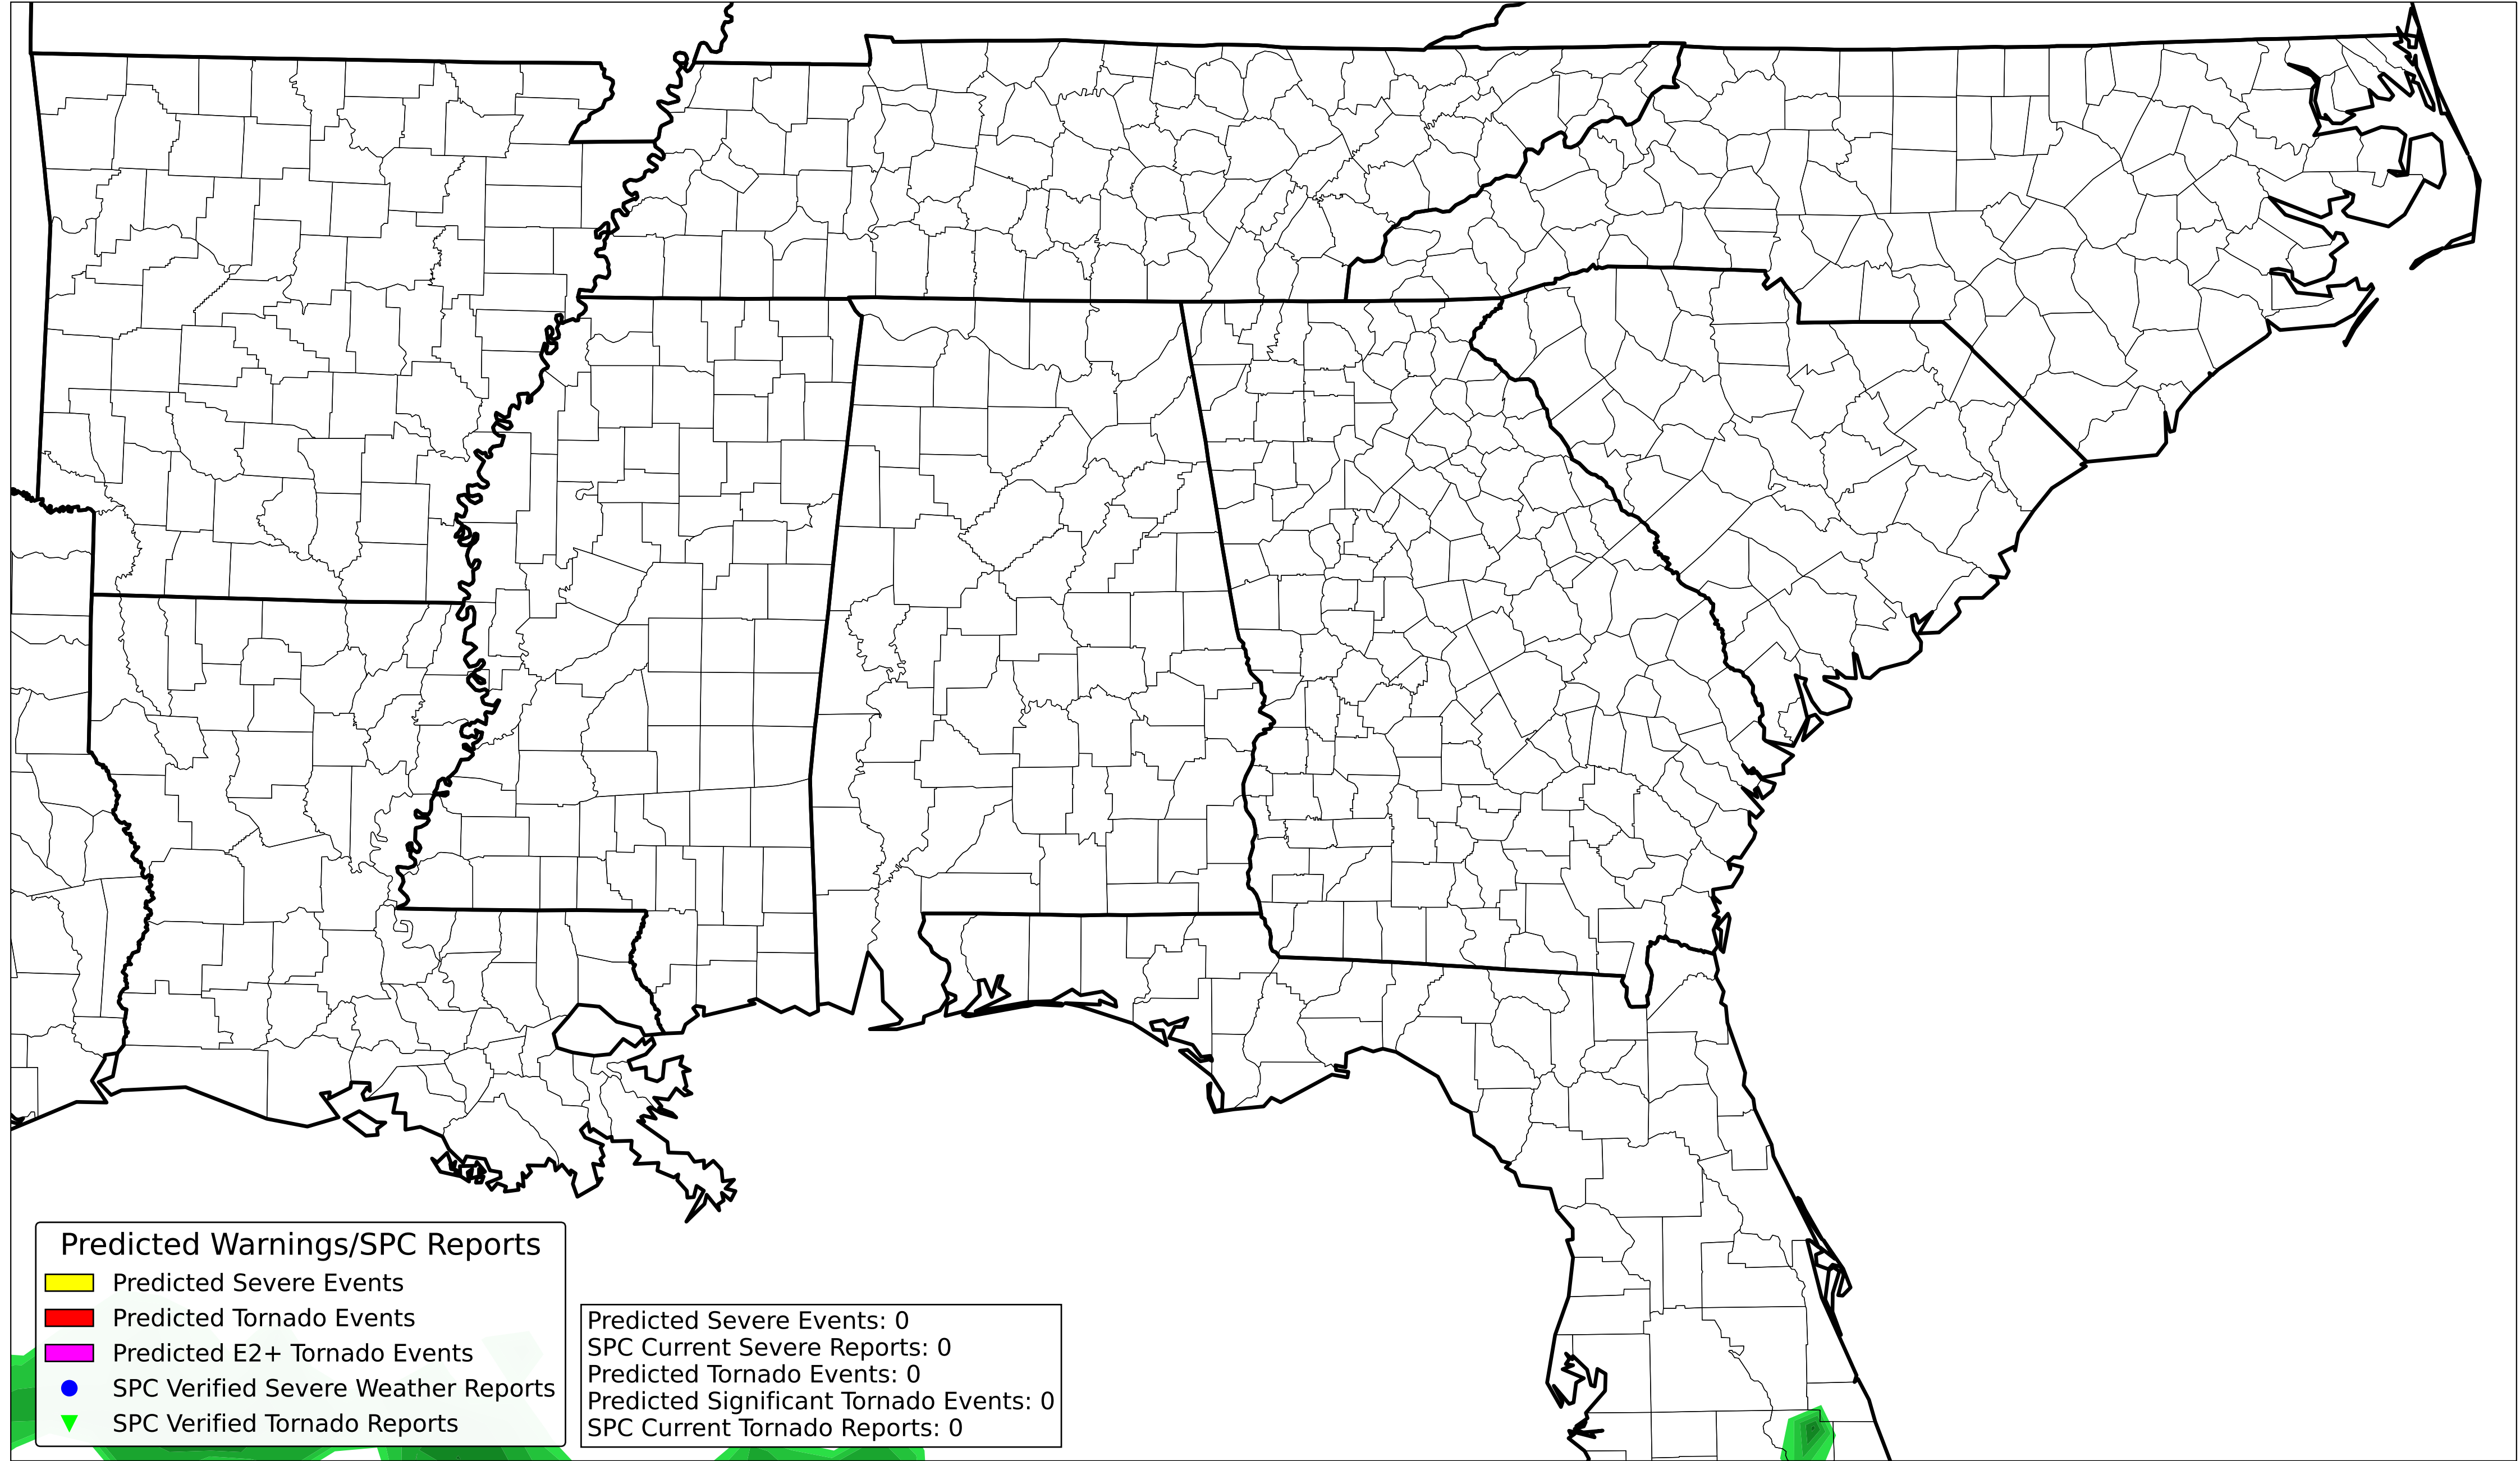 Predicted Warnings/SPC Reports
Predicted Severe Events
Predicted Tornado Events
Predicted E2+ Tornado Events
SPC Verified Severe Weather Reports
SPC Verified Tornado Reports
Predicted Severe Events: 0
SPC Current Severe Reports: 0
Predicted Tornado Events: 0
Predicted Significant Tornado Events: 0
SPC Current Tornado Reports: 0